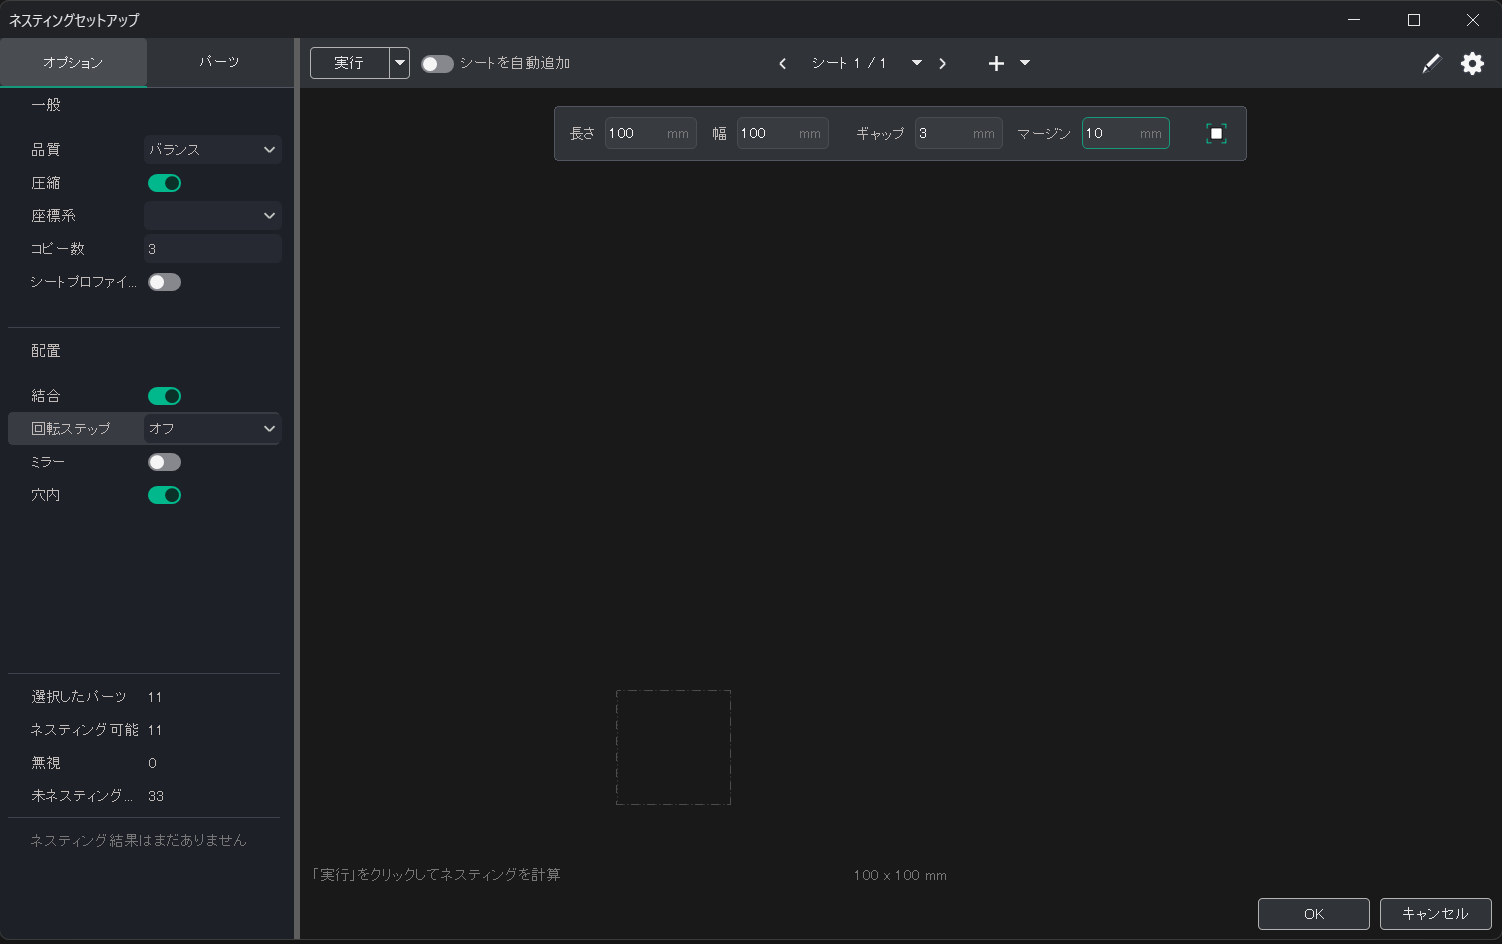 ネスティングセットアップ
オプション
パーツ
実行
シートを自動追加
シート 1 / 1
一般
長さ 100 mm 幅 100 mm ギャップ 3 mm マージン 10 mm
品質 バランス
圧縮
座標系
コピー数 3
シートプロファイ...
配置
結合
回転ステップ オフ
ミラー
穴内
選択したパーツ 11
ネスティング可能 11
無視 0
未ネスティング... 33
ネスティング結果はまだありません
「実行」をクリックしてネスティングを計算
100 x 100 mm
OK
キャンセル